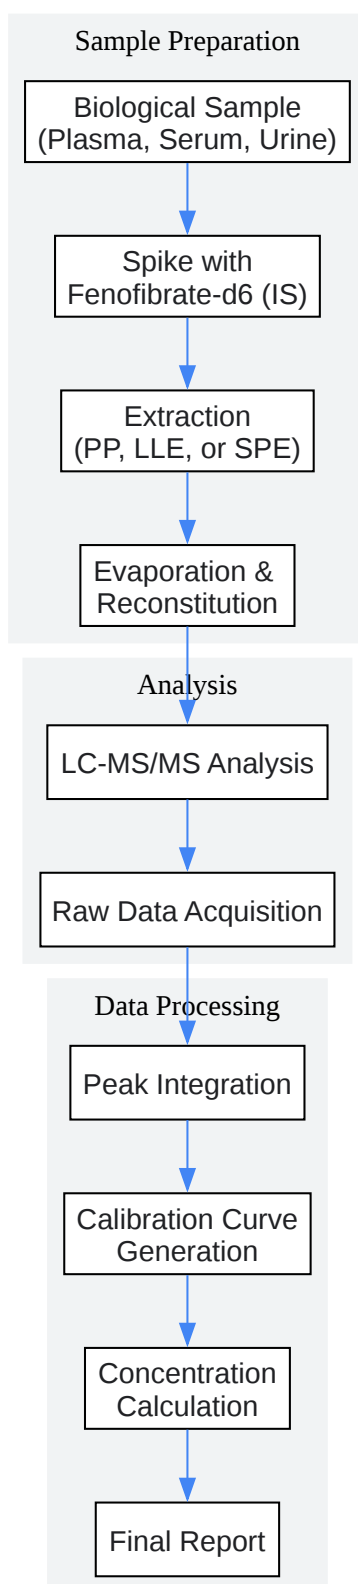 Sample Preparation
Biological Sample
(Plasma, Serum, Urine)
Spike with
Fenofibrate-d6 (IS)
Extraction
(PP, LLE, or SPE)
Evaporation &
Reconstitution
Analysis
LC-MS/MS Analysis
Raw Data Acquisition
Data Processing
Peak Integration
Calibration Curve
Generation
Concentration
Calculation
Final Report